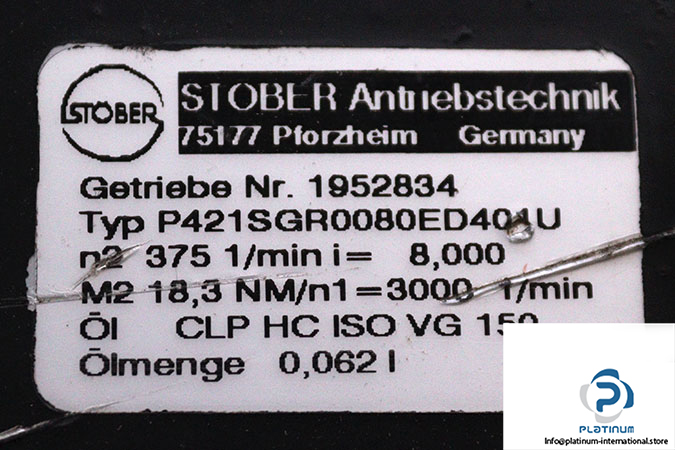 STÖBER
STÖBER Antriebstechnik
75177 Pforzheim Germany
Getriebe Nr. 1952834
Typ P421SGR0080ED401U
n2 375 1/min i= 8,000
M2 18,3 NM/n1=3000 1/min
Öl CLP HC ISO VG 150
Ölmenge 0,062 l
PLATINUM
Info@platinum-international.store